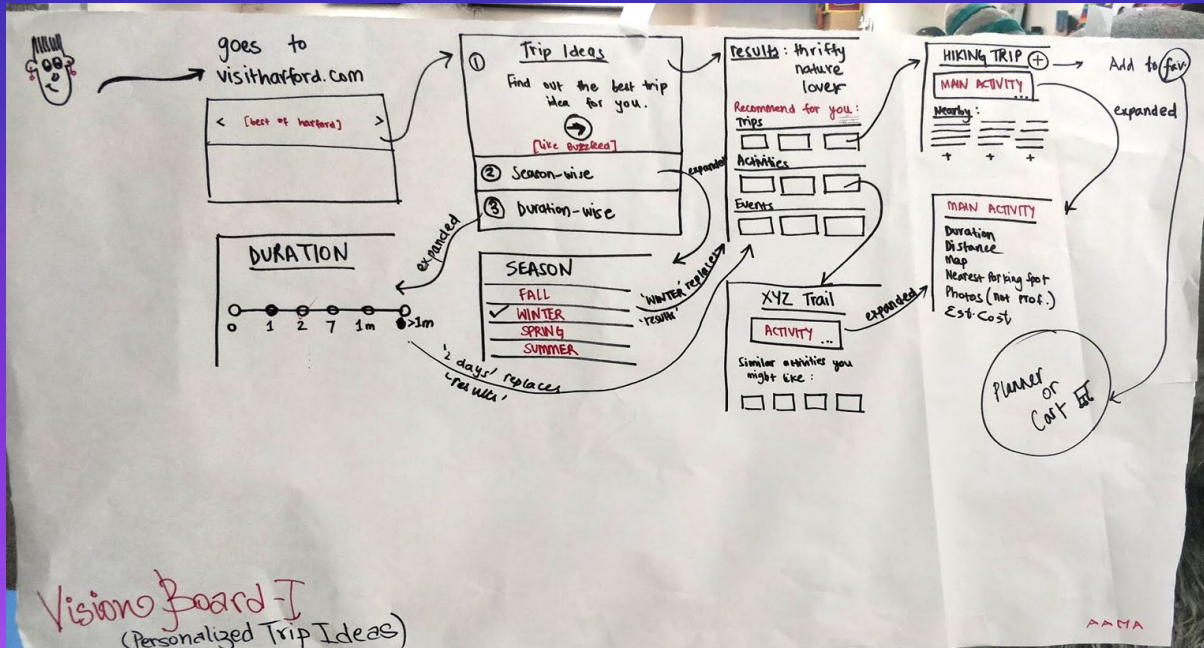 goes to
visitharford.com
< [best of harford] >
① Trip Ideas
Find out the best trip
idea for you.
[like Buzzfeed]
② Season-wise
③ Duration-wise
expanded
expanded
DURATION
0 1 2 7 1m >1m
'2 days' replaces
'results'
SEASON
FALL
WINTER
SPRING
SUMMER
'WINTER' replaces
'results'
results: thrifty
nature
lover
Recommend for you:
Trips
Activities
Events
XYZ Trail
ACTIVITY ...
Similar activities you
might like:
expanded
HIKING TRIP +
Add to fav.
MAIN ACTIVITY
...
Nearby:
+ + +
expanded
MAIN ACTIVITY
Duration
Distance
Map
Nearest Parking Spot
Photos (not prof.)
Est. Cost
Planner
or
Cart
Vision Board-I
(Personalized Trip Ideas)
AAMA